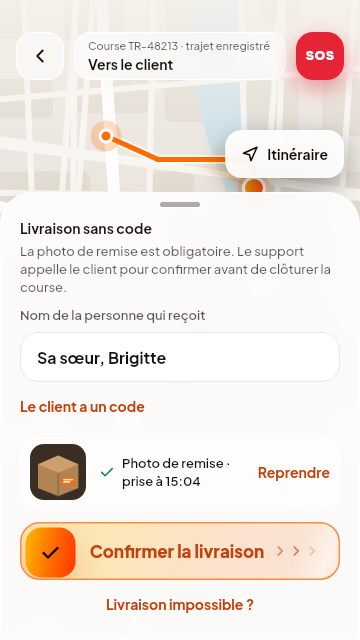 Course TR-48213 · trajet enregistré
Vers le client
SOS
Itinéraire
Livraison sans code
La photo de remise est obligatoire. Le support
appelle le client pour confirmer avant de clôturer la
course.
Nom de la personne qui reçoit
Sa sœur, Brigitte
Le client a un code
Photo de remise ·
prise à 15:04
Reprendre
Confirmer la livraison
Livraison impossible ?